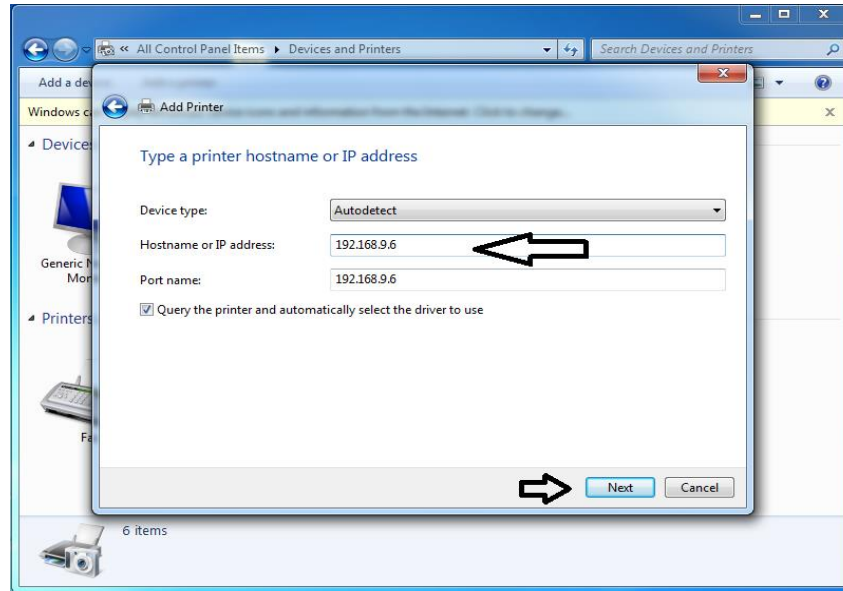 « All Control Panel Items ▸ Devices and Printers
Search Devices and Printers
Add a de
Windows c
Add Printer
Devices
Type a printer hostname or IP address
Device type:
Autodetect
Hostname or IP address:
192.168.9.6
Generic N
Mon
Port name:
192.168.9.6
Query the printer and automatically select the driver to use
Printers
Fa
Next
Cancel
6 items